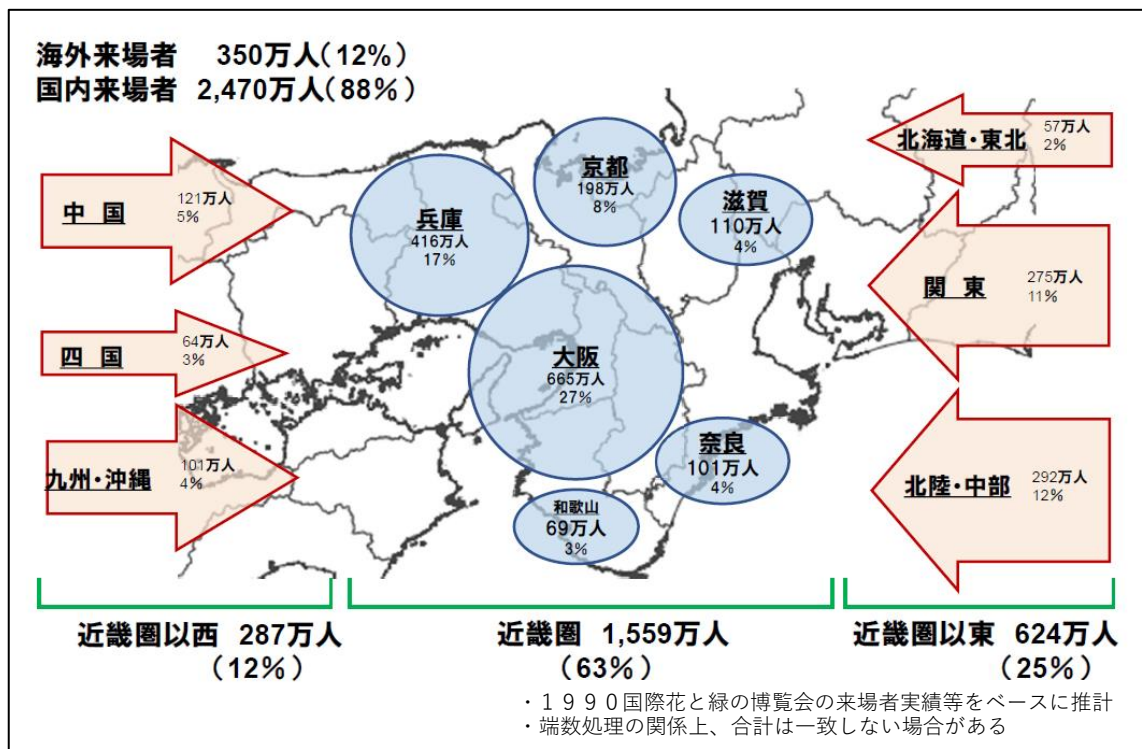 海外来場者 350万人(12%)
国内来場者 2,470万人(88%)
中 国
121万人
5%
四 国
64万人
3%
九州・沖縄
101万人
4%
兵庫
416万人
17%
京都
198万人
8%
滋賀
110万人
4%
大阪
665万人
27%
奈良
101万人
4%
和歌山
69万人
3%
北海道・東北
57万人
2%
関 東
275万人
11%
北陸・中部
292万人
12%
近畿圏以西 287万人
(12%)
近畿圏 1,559万人
(63%)
近畿圏以東 624万人
(25%)
・1990国際花と緑の博覧会の来場者実績等をベースに推計
・端数処理の関係上、合計は一致しない場合がある